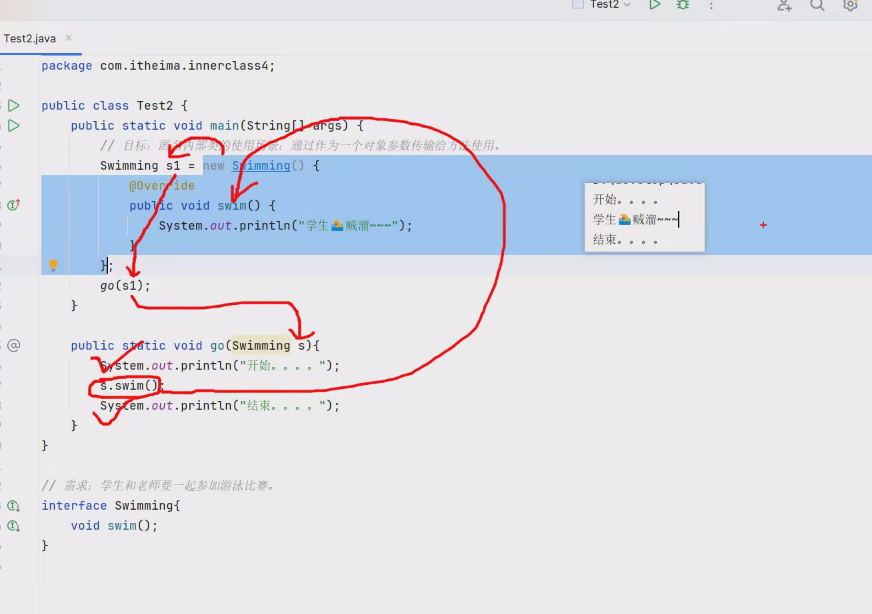 Test2
Test2.java ×
package com.itheima.innerclass4;
public class Test2 {
public static void main(String[] args) {
// 目标：匿名内部类的使用场景：通过作为一个对象参数传输给方法使用。
Swimming s1 = new Swimming() {
@Override
public void swim() {
System.out.println("学生🏊贼溜~~~");
}
};
go(s1);
}
public static void go(Swimming s){
System.out.println("开始。。。。");
s.swim();
System.out.println("结束。。。。");
}
}
// 需求：学生和老师要一起参加游泳比赛。
interface Swimming{
void swim();
}
开始。。。。
学生🏊贼溜~~~
结束。。。。